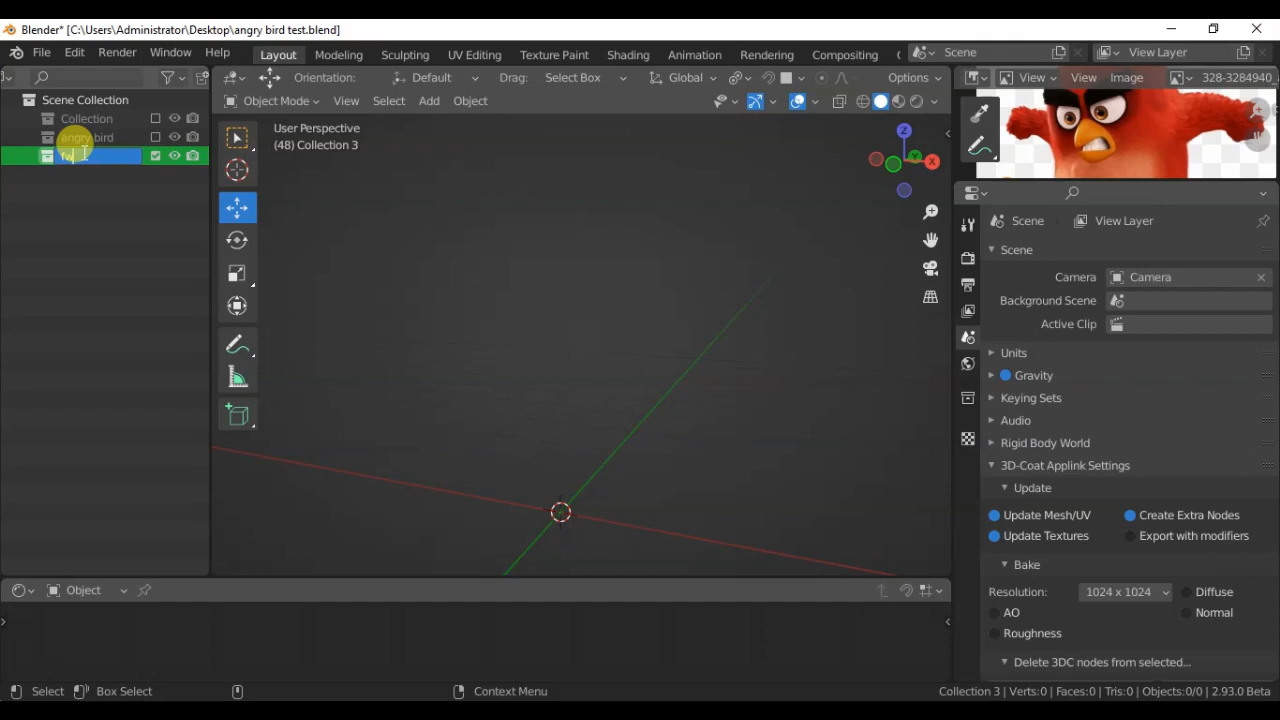 Blender* [C:\Users\Administrator\Desktop\angry bird test.blend]
File Edit Render Window Help
Layout Modeling Sculpting UV Editing Texture Paint Shading Animation Rendering Compositing
Scene
View Layer
Orientation: Default Drag: Select Box Global Options
View View Image 328-3284940_
Scene Collection
Object Mode View Select Add Object
Collection
angry bird
fw
User Perspective
(48) Collection 3
Z
Y
X
Scene View Layer
Scene
Camera Camera
Background Scene
Active Clip
Units
Gravity
Keying Sets
Audio
Rigid Body World
3D-Coat Applink Settings
Update
Update Mesh/UV Create Extra Nodes
Update Textures Export with modifiers
Bake
Resolution: 1024 x 1024 Diffuse
AO Normal
Roughness
Delete 3DC nodes from selected...
Object
Select Box Select Context Menu
Collection 3 | Verts:0 | Faces:0 | Tris:0 | Objects:0/0 | 2.93.0 Beta